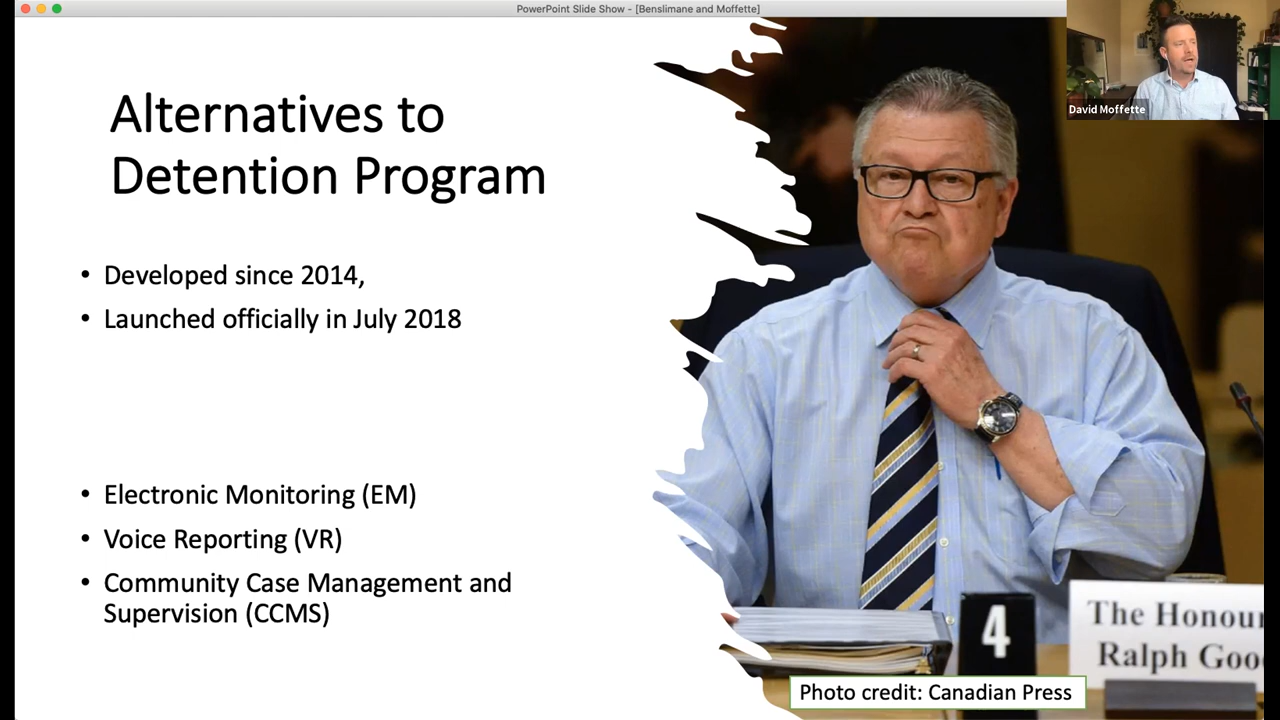 PowerPoint Slide Show - [Benslimane and Moffette]
David Moffette
Alternatives to
Detention Program
• Developed since 2014,
• Launched officially in July 2018
• Electronic Monitoring (EM)
• Voice Reporting (VR)
• Community Case Management and
Supervision (CCMS)
4
The Honour
Ralph Goo
Photo credit: Canadian Press